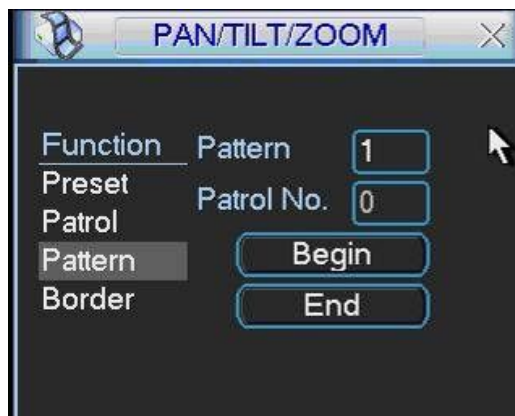 PAN/TILT/ZOOM
Function
Preset
Patrol
Pattern
Border
Pattern 1
Patrol No. 0
Begin
End